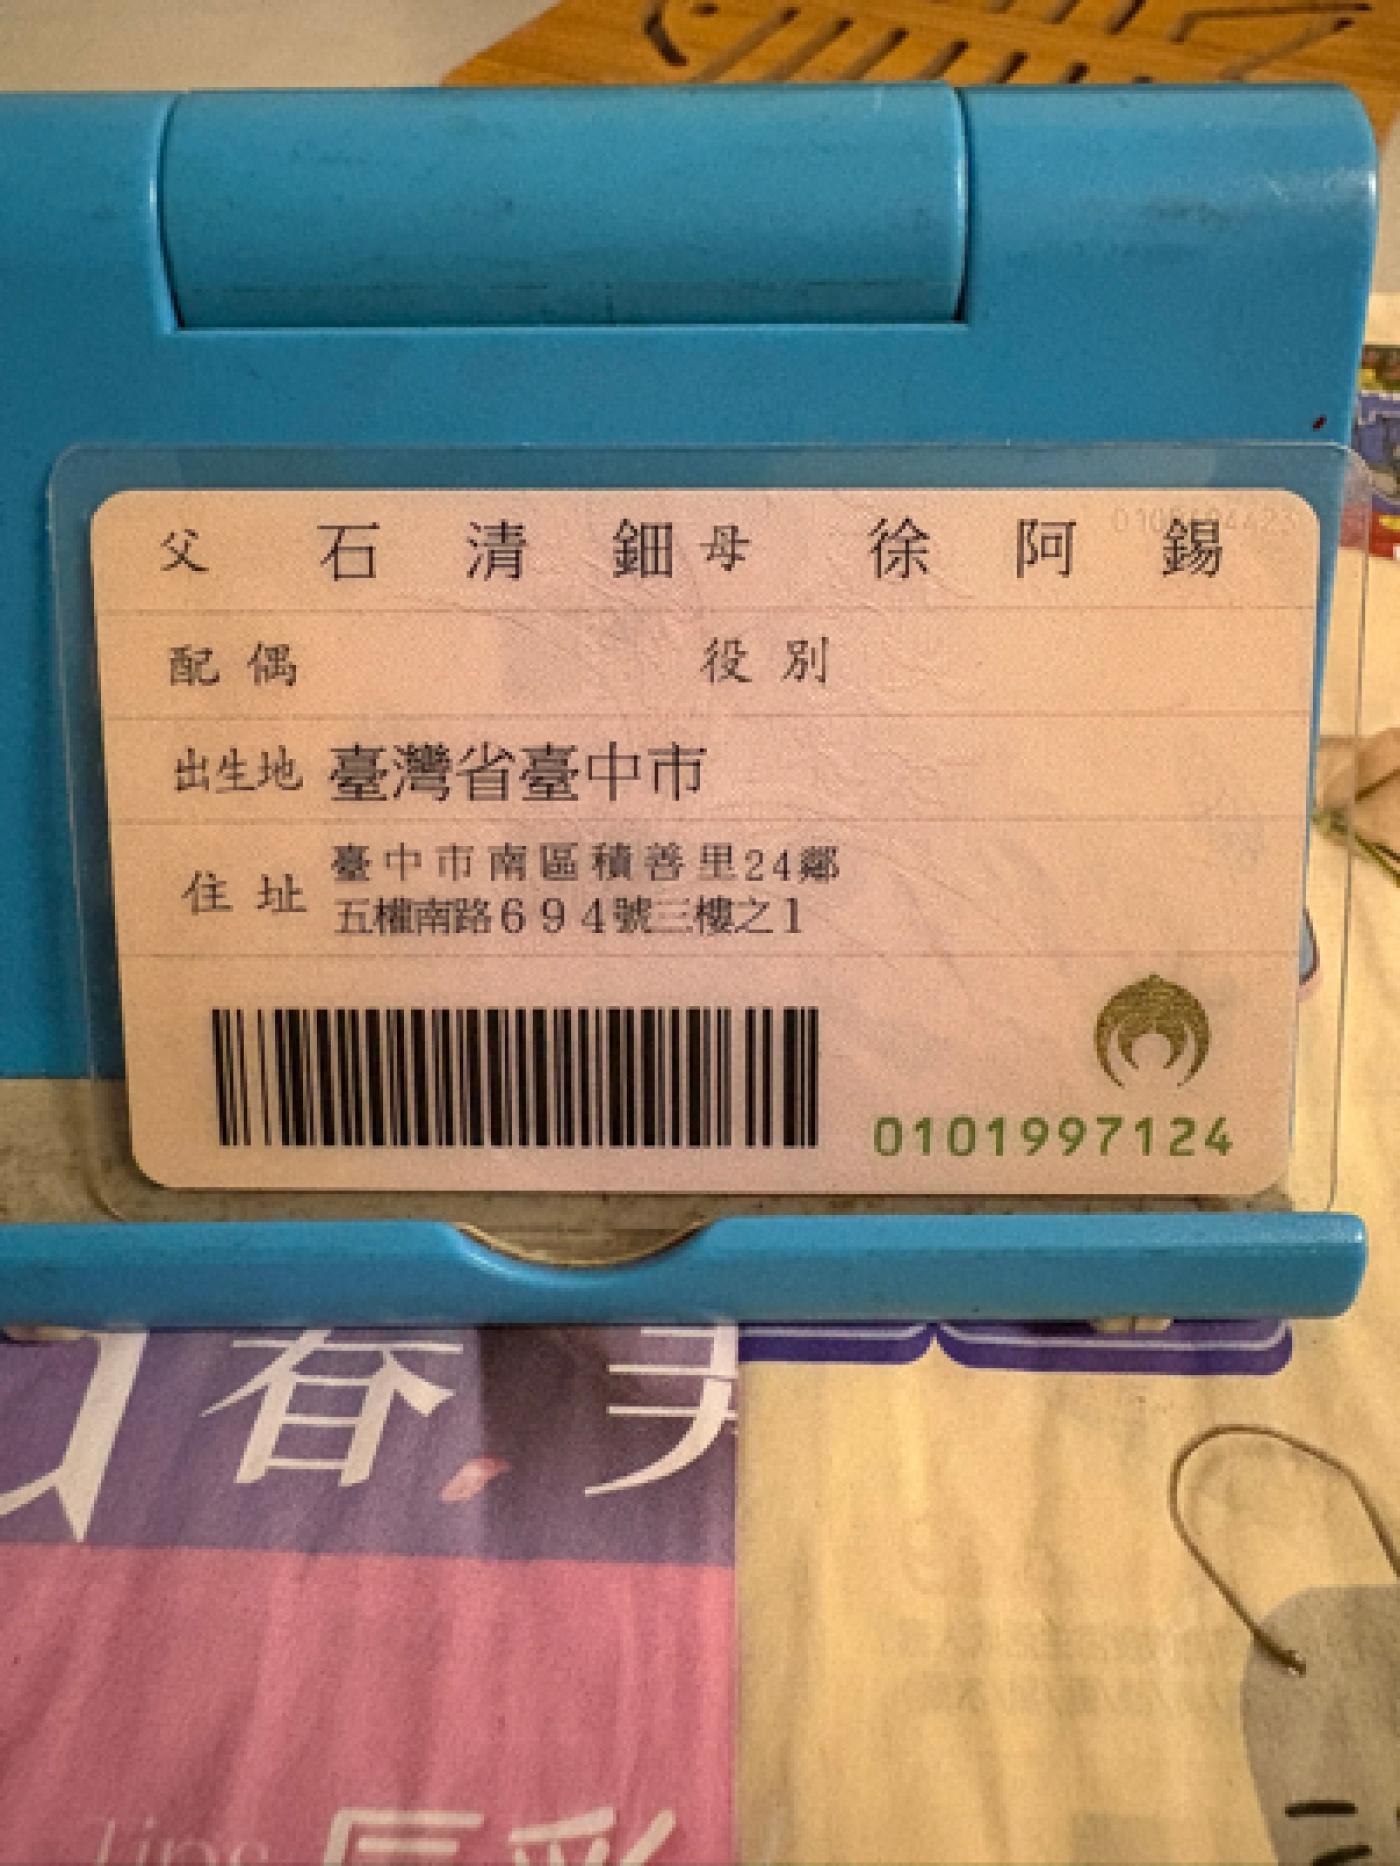 父 石 清 鈿 母 徐 阿 錫
配偶 役別
出生地 臺灣省臺中市
住址 臺中市南區積善里24鄰
五權南路694號三樓之1
0101997124
春
Tips